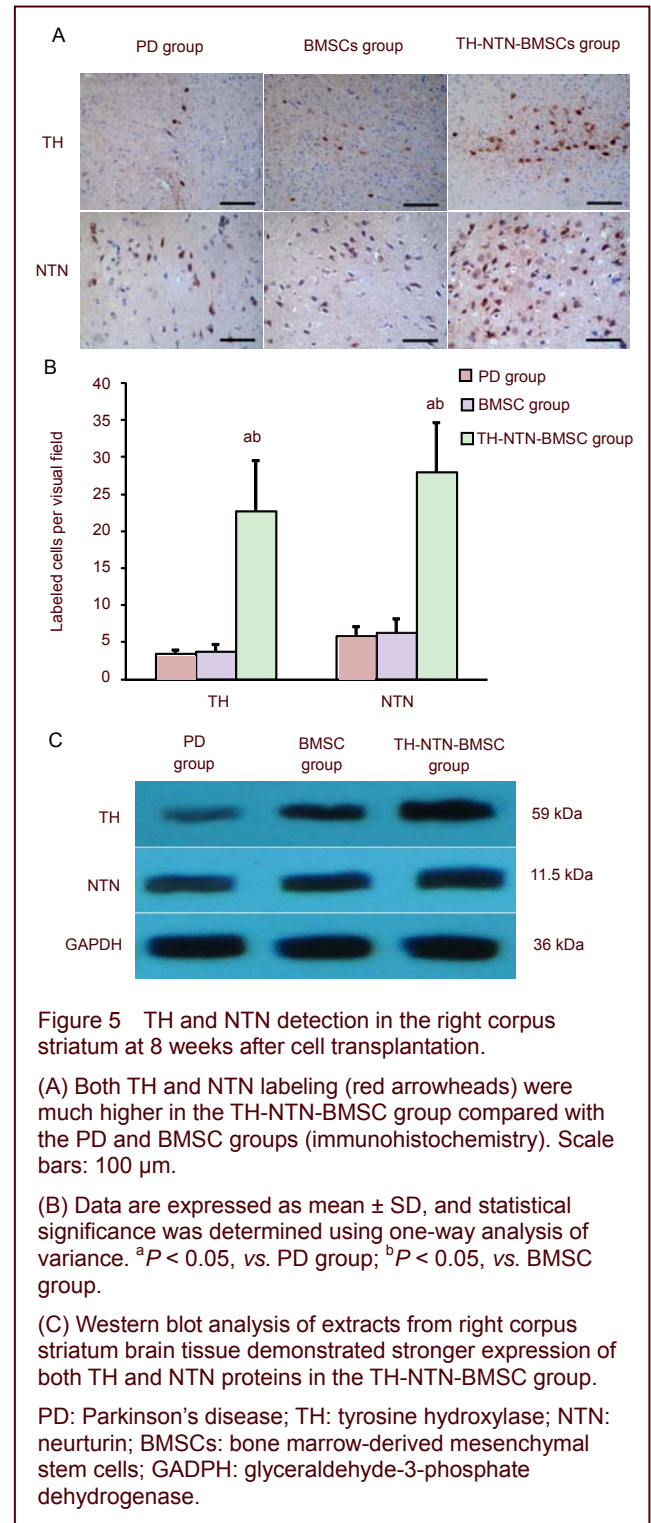 A
PD group
BMSCs group
TH-NTN-BMSCs group
TH
NTN
B
40
35
30
25
20
15
10
5
0
Labeled cells per visual field
ab
ab
PD group
BMSC group
TH-NTN-BMSC group
TH
NTN
C
PD
group
BMSC
group
TH-NTN-BMSC
group
TH
59 kDa
NTN
11.5 kDa
GAPDH
36 kDa
Figure 5 TH and NTN detection in the right corpus
striatum at 8 weeks after cell transplantation.
(A) Both TH and NTN labeling (red arrowheads) were
much higher in the TH-NTN-BMSC group compared with
the PD and BMSC groups (immunohistochemistry). Scale
bars: 100 µm.
(B) Data are expressed as mean ± SD, and statistical
significance was determined using one-way analysis of
variance. ᵃP < 0.05, vs. PD group; ᵇP < 0.05, vs. BMSC
group.
(C) Western blot analysis of extracts from right corpus
striatum brain tissue demonstrated stronger expression of
both TH and NTN proteins in the TH-NTN-BMSC group.
PD: Parkinson's disease; TH: tyrosine hydroxylase; NTN:
neurturin; BMSCs: bone marrow-derived mesenchymal
stem cells; GADPH: glyceraldehyde-3-phosphate
dehydrogenase.